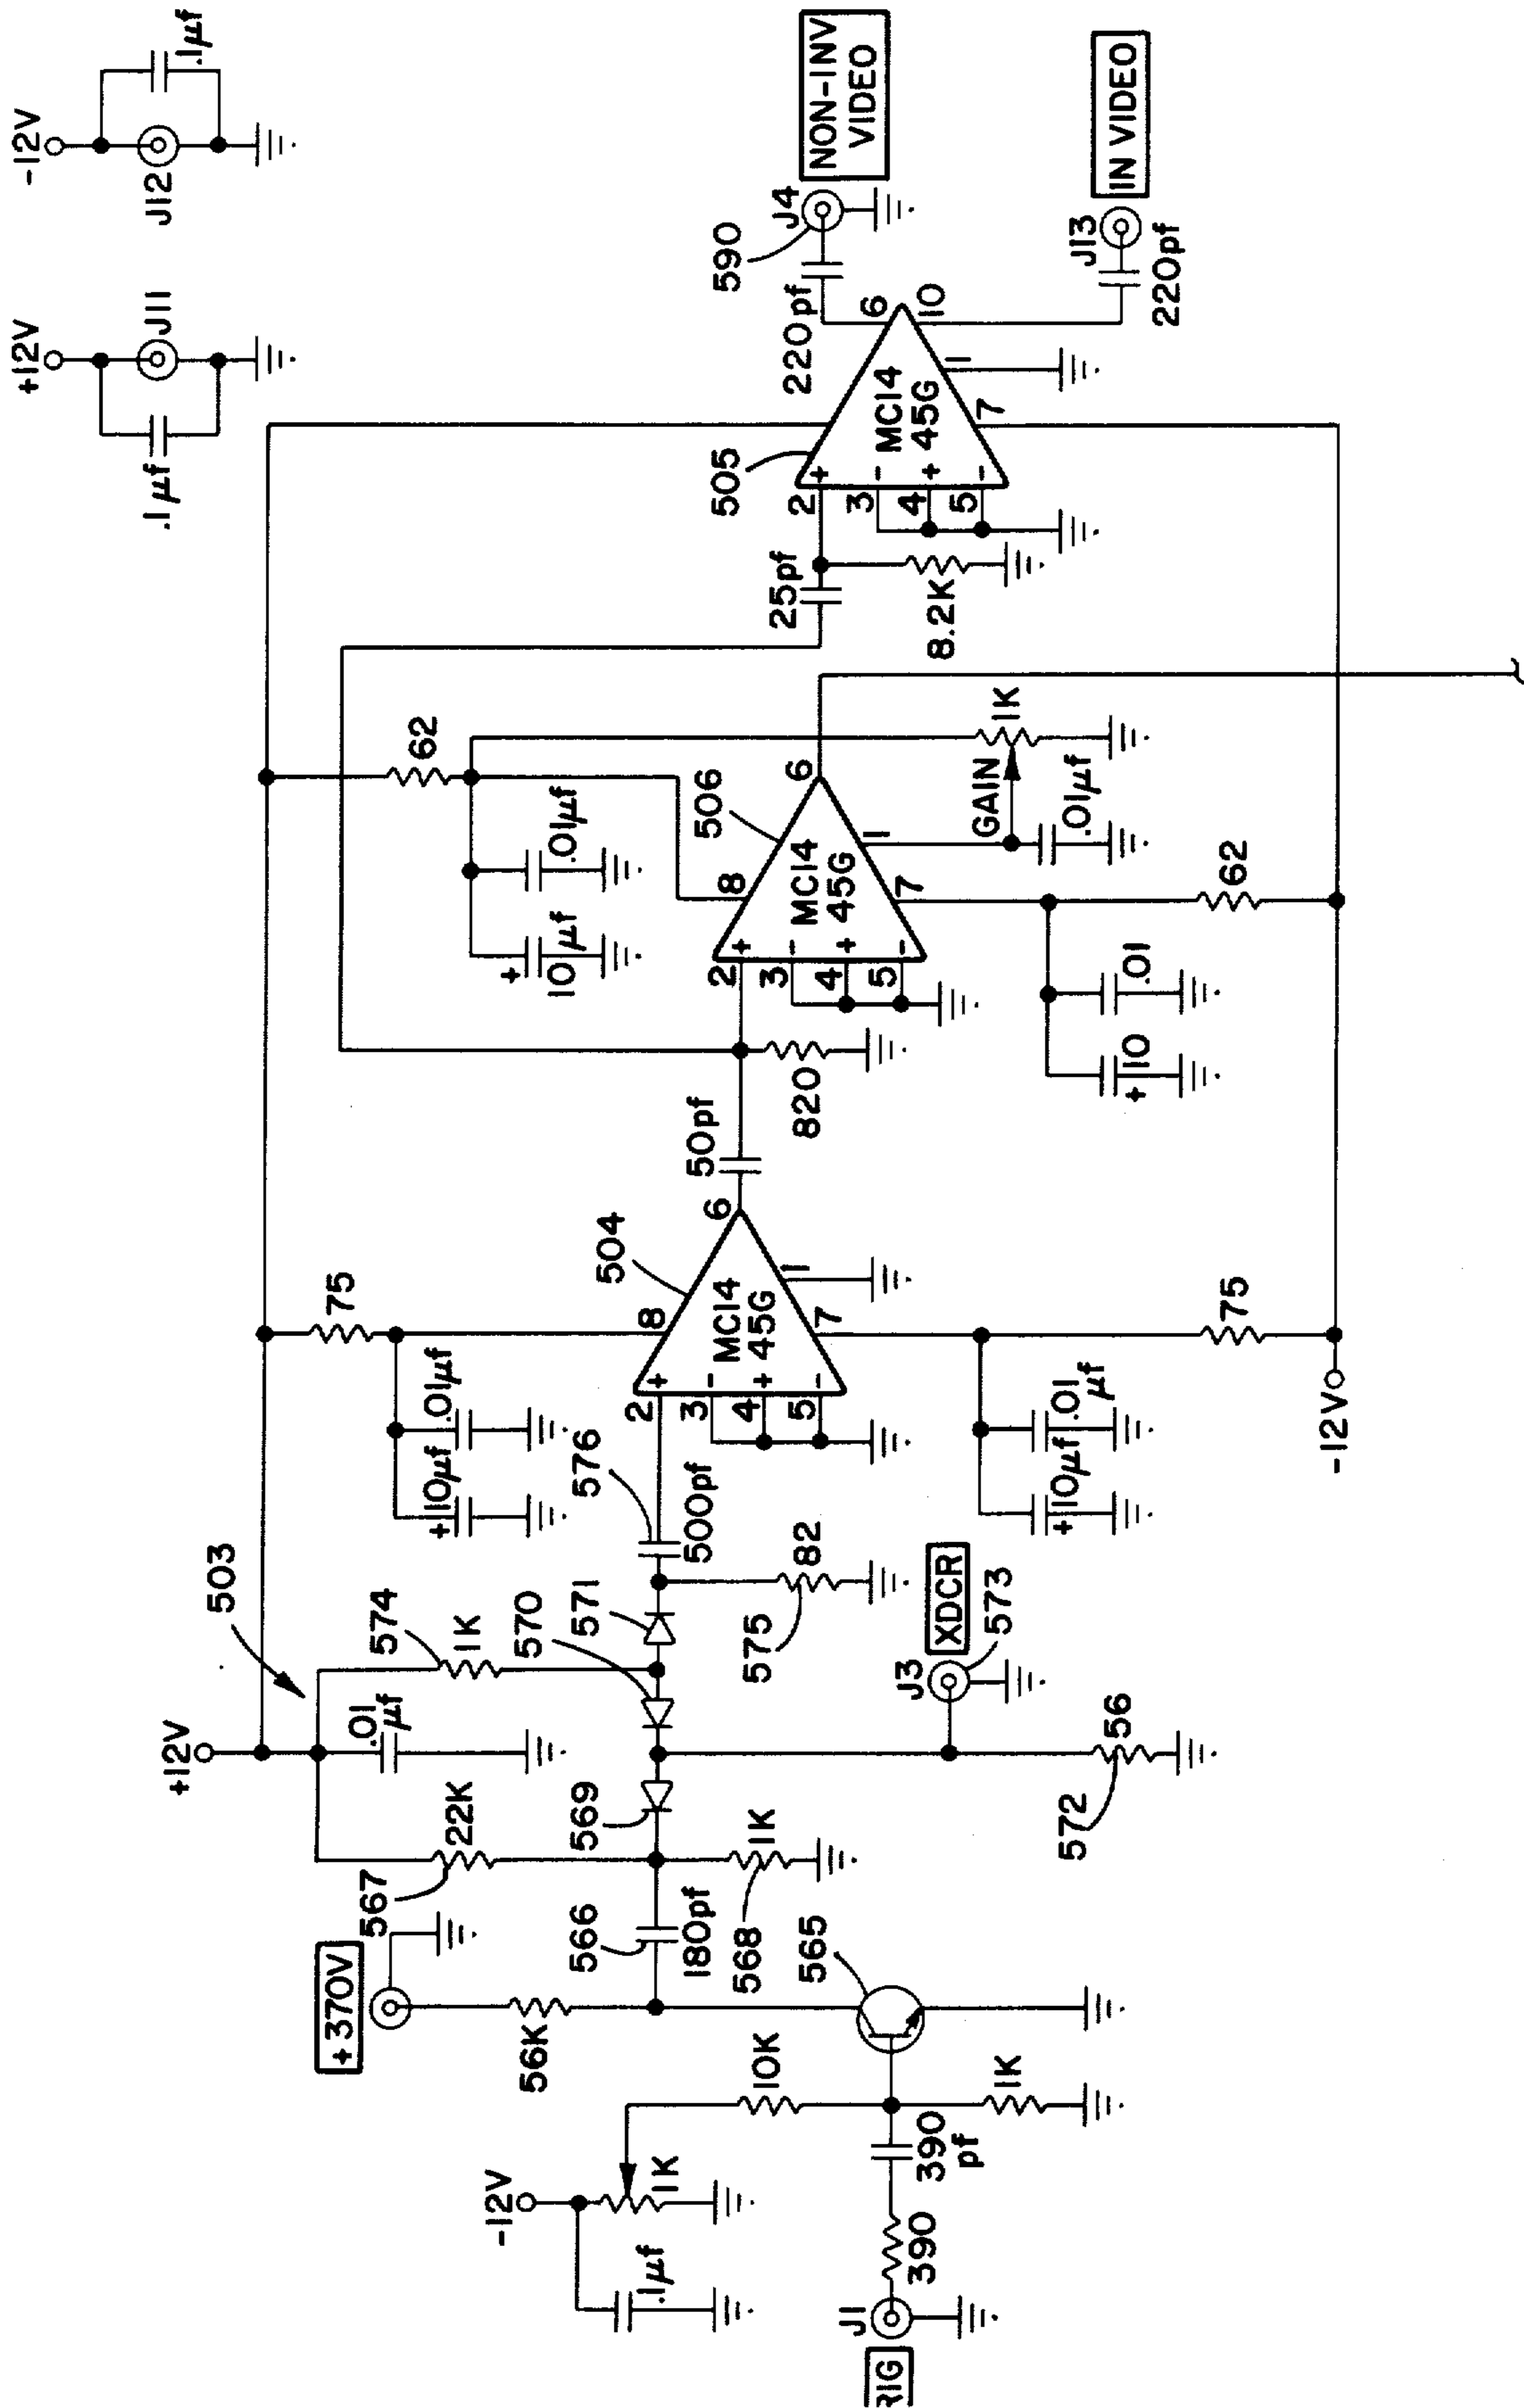 +12V
.1µf
J11
-12V
J12
.1µf
+12V
503
+370V
567
22K
.01
µf
574
1K
75
.01µf
+10µf
62
.01µf
+
10 µf
-12V
1K
.1µf
56K
566
180pf
569
570
571
576
500pf
568
1K
575
82
504
MC14
45G
2
3
4
5
6
7
8
1
+
-
+
-
50pf
820
506
MC14
45G
2
3
4
5
6
7
8
1
+
-
+
-
GAIN
1K
.01µf
25pf
8.2K
505
MC14
45G
2
3
4
5
6
7
10
1
+
-
+
-
220pf
590
J4
NON-INV
VIDEO
J13
220pf
IN VIDEO
10K
565
1K
RIG
J1
390
390
pf
J3
XDCR
573
572
56
+10µf
.01
µf
75
+10
.01
62
-12V